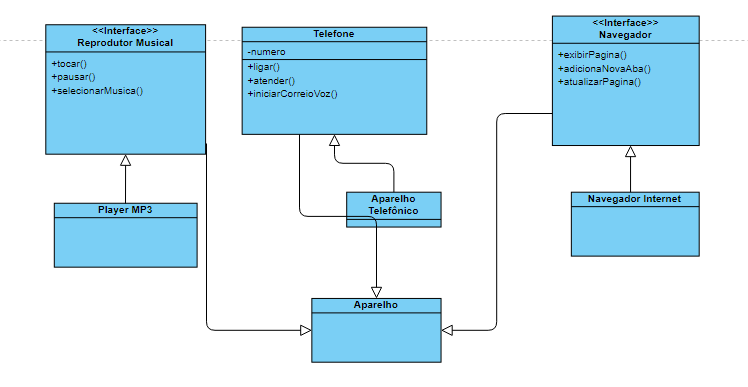 <<Interface>>
Reprodutor Musical
+tocar()
+pausar()
+selecionarMusica()
Telefone
-numero
+ligar()
+atender()
+iniciarCorreioVoz()
<<Interface>>
Navegador
+exibirPagina()
+adicionaNovaAba()
+atualizarPagina()
Player MP3
Aparelho
Telefônico
Navegador Internet
Aparelho